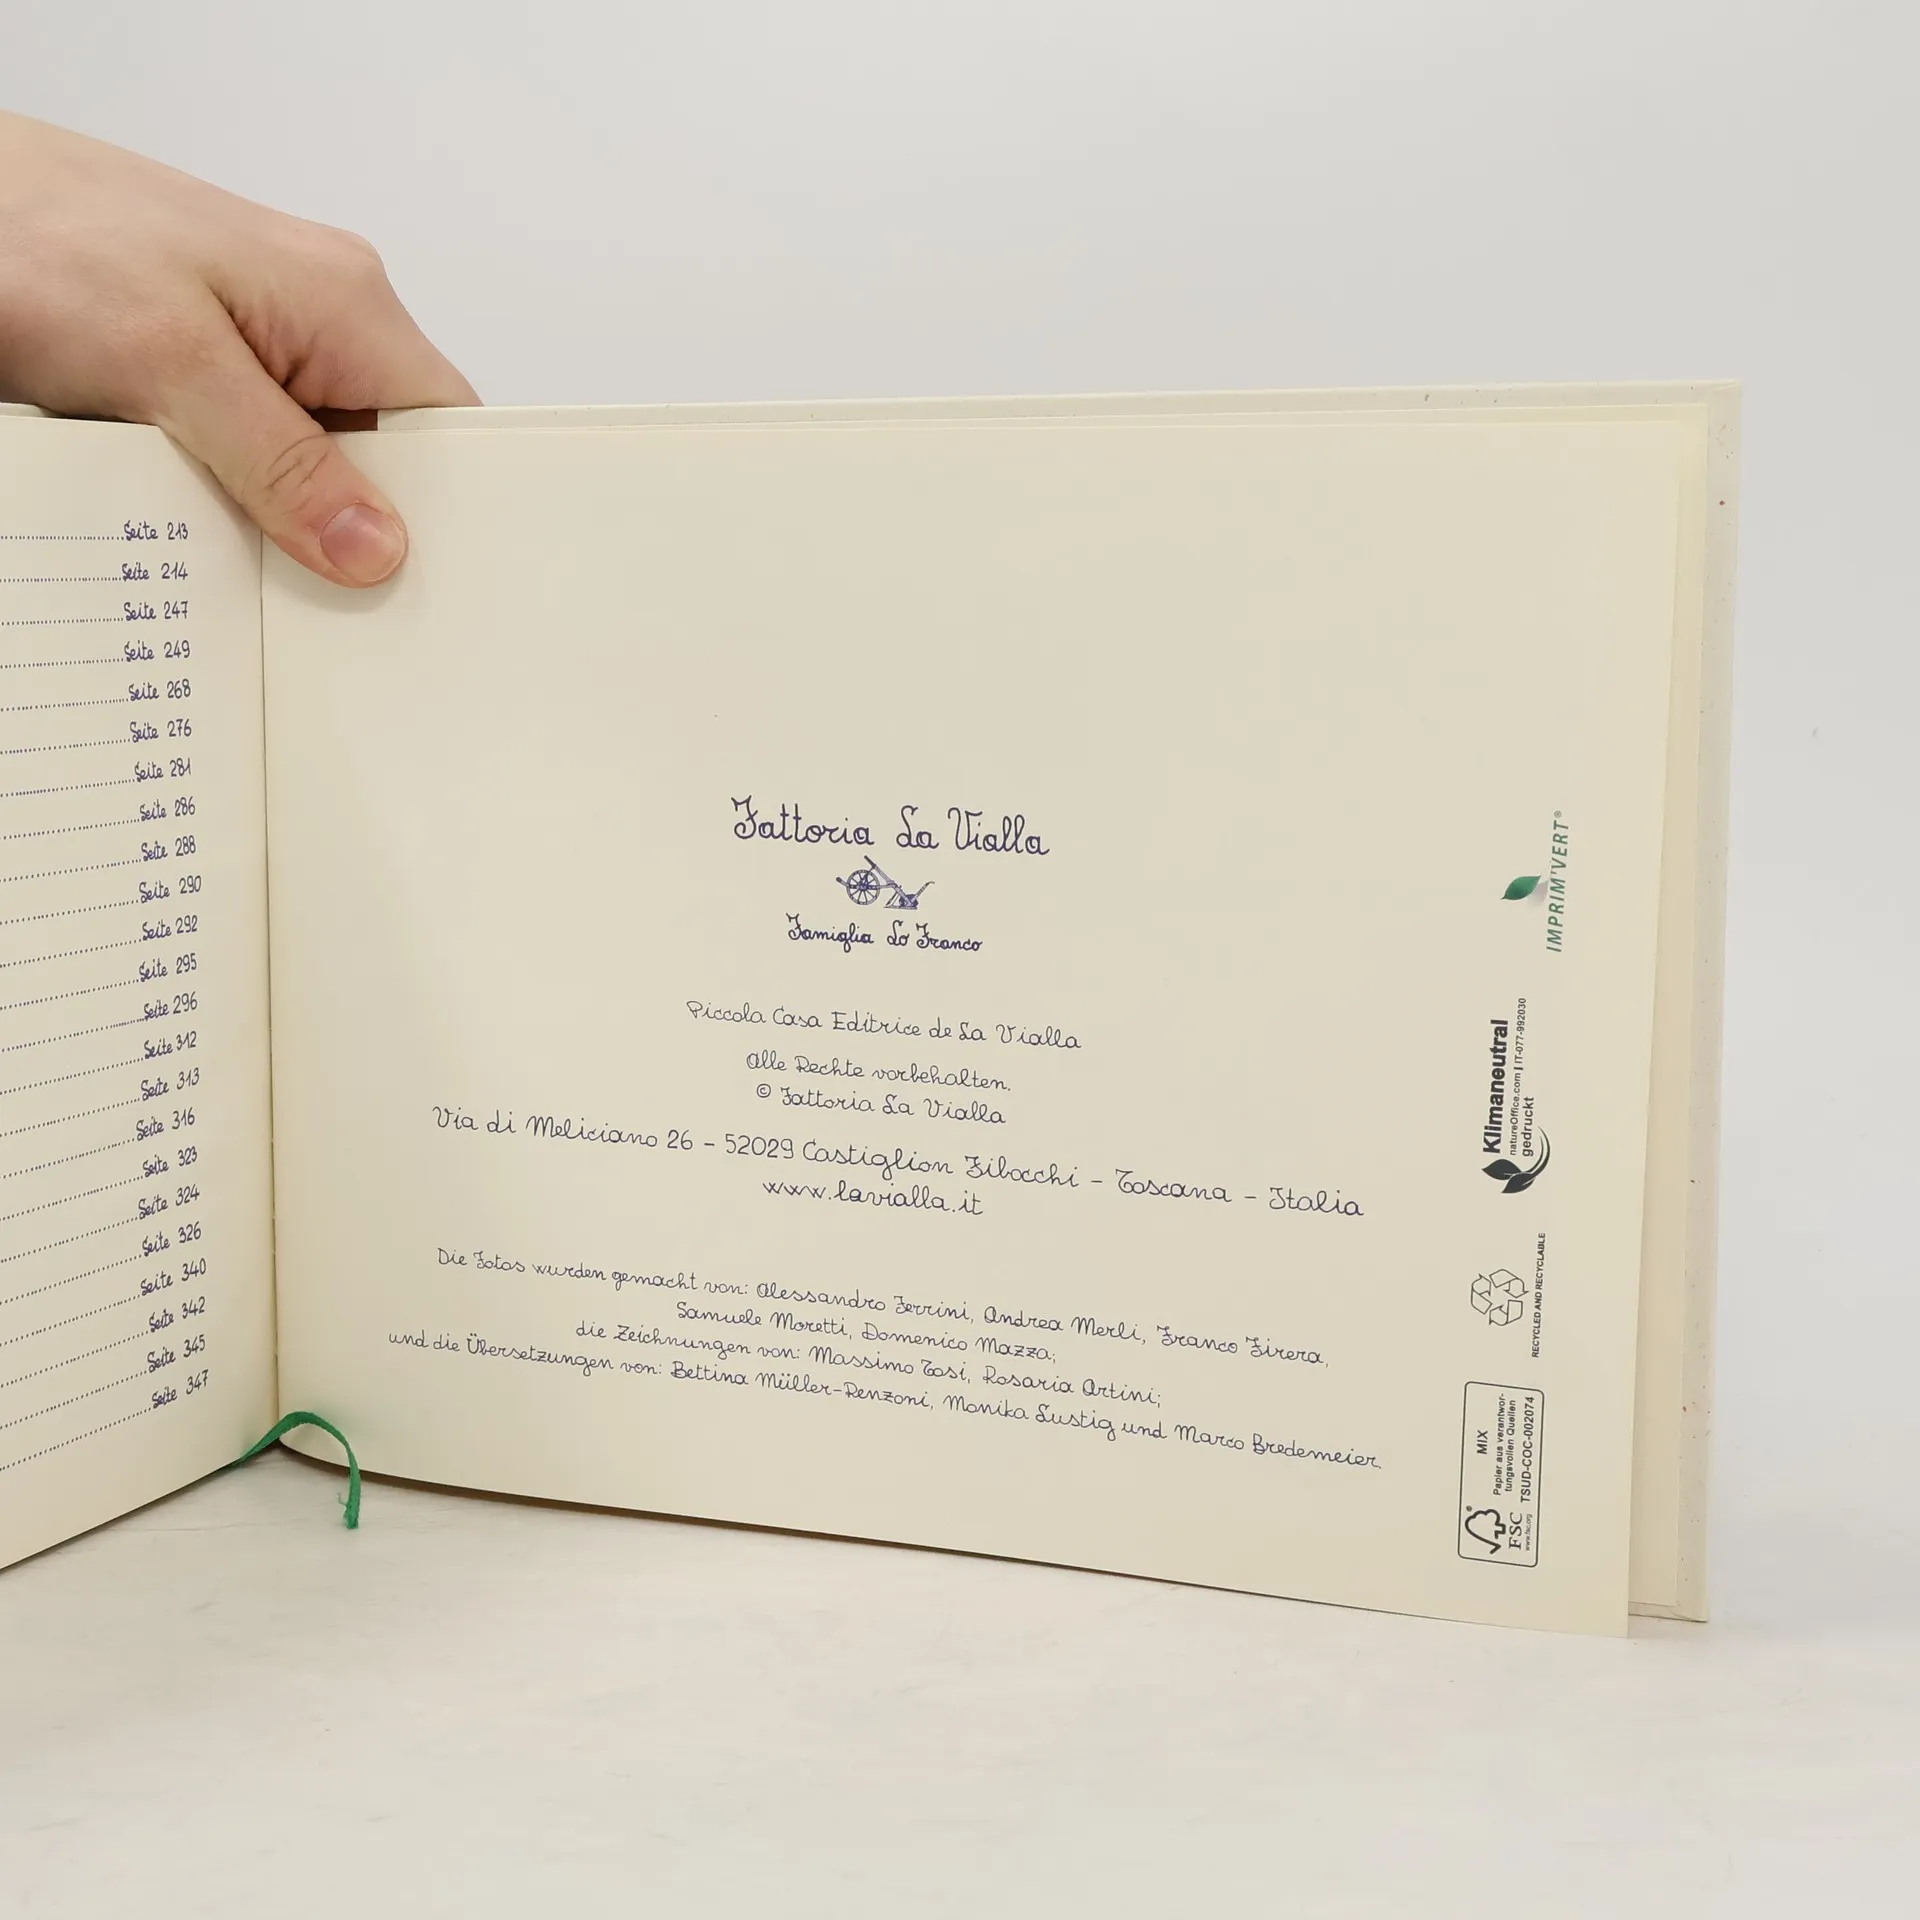 Seite 213
Seite 214
Seite 247
Seite 249
Seite 268
Seite 276
Seite 281
Seite 286
Seite 288
Seite 290
Seite 292
Seite 295
Seite 296
Seite 312
Seite 313
Seite 316
Seite 323
Seite 324
Seite 326
Seite 340
Seite 342
Seite 345
Seite 347
Fattoria La Vialla
Famiglia Lo Franco
Piccola Casa Editrice de La Vialla
Alle Rechte vorbehalten.
© Fattoria La Vialla
Via di Meliciano 26 - 52029 Castiglion Fibocchi - Toscana - Italia
www.lavialla.it
Die Fotos wurden gemacht von: Alessandro Ferrini, Andrea Merli, Franco Firera,
Samuele Moretti, Domenico Mazza;
die Zeichnungen von: Massimo Tosi, Rosaria Artini;
und die Übersetzungen von: Bettina Müller-Renzoni, Monika Lustig und Marco Bredemeier.
IMPRIM'VERT®
Klimaneutral
natureOffice.com | IT-077-992030
gedruckt
RECYCLED AND RECYCLABLE
MIX
Papier aus verantwor-
tungsvollen Quellen
TSUD-COC-002074
FSC
www.fsc.org